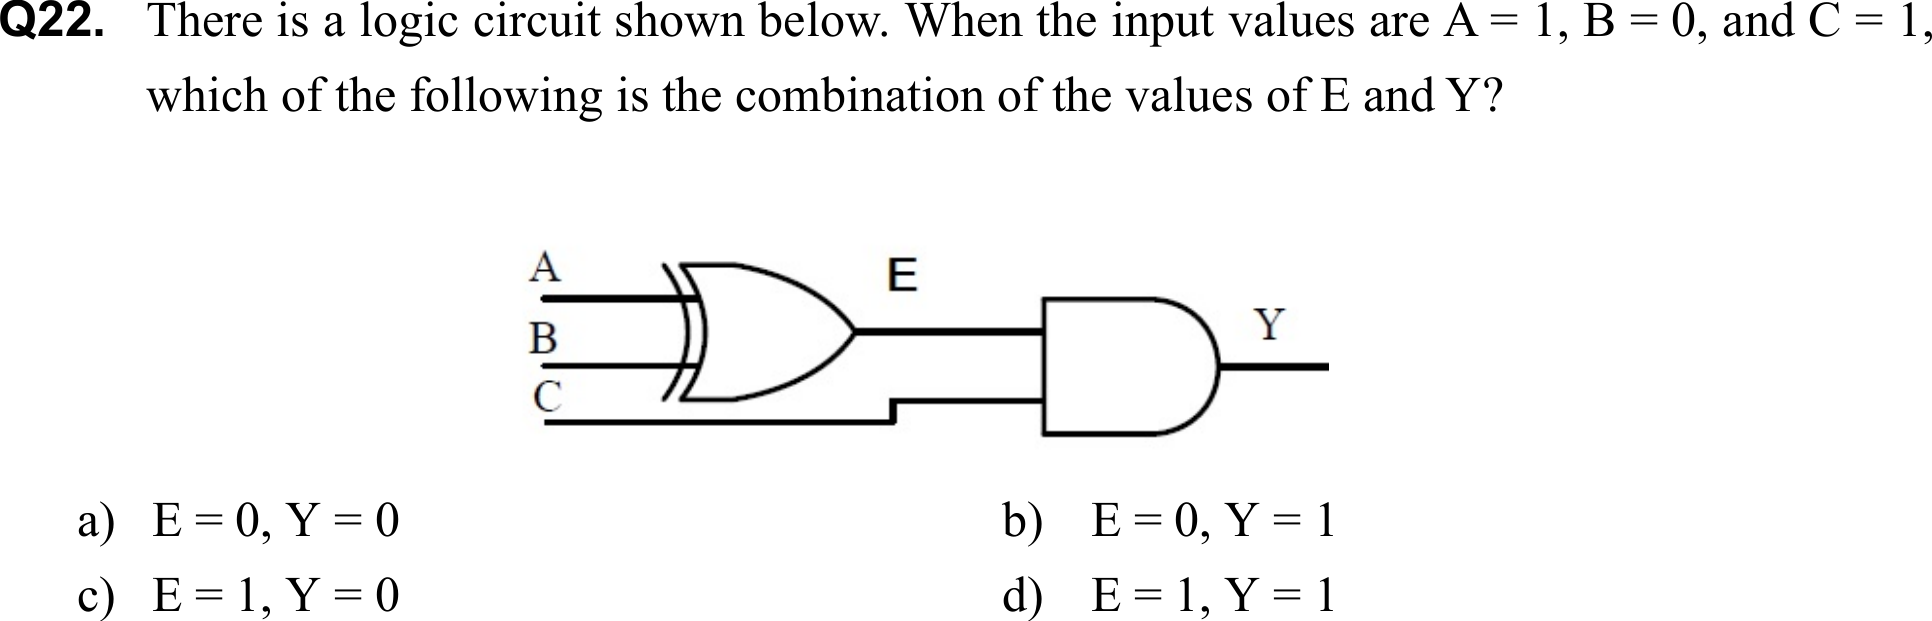 Q22. There is a logic circuit shown below. When the input values are A = 1, B = 0, and C = 1,
which of the following is the combination of the values of E and Y?
A
E
B
Y
C
a) E = 0, Y = 0
b) E = 0, Y = 1
c) E = 1, Y = 0
d) E = 1, Y = 1